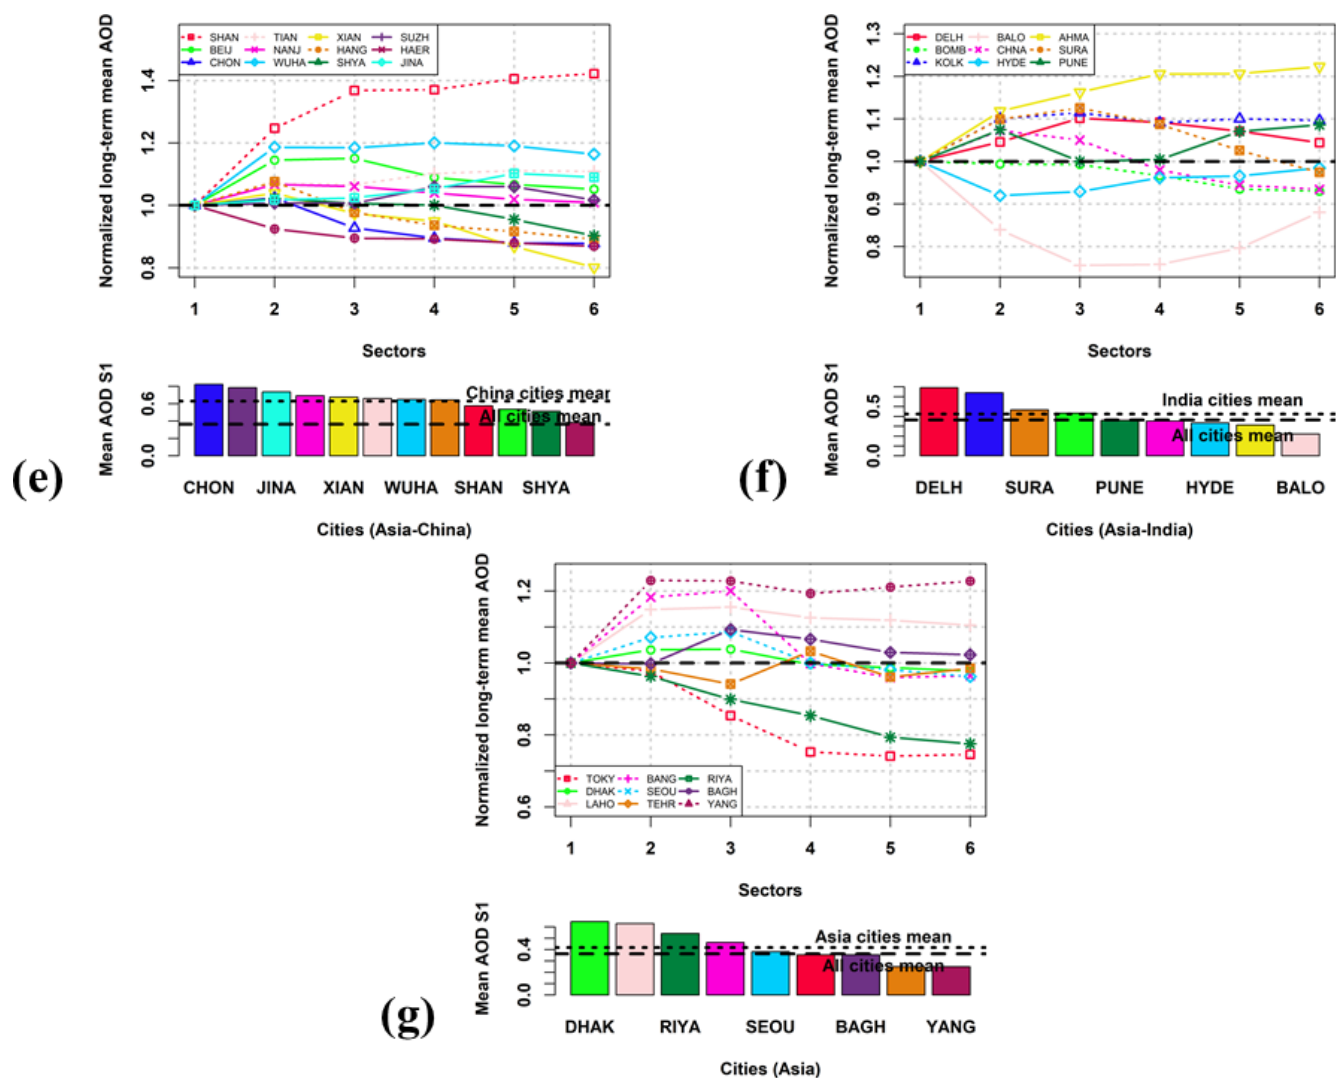 Normalized long-term mean AOD
0.8 1.0 1.2 1.4
SHAN TIAN XIAN SUZH
BEIJ NANJ HANG HAER
CHON WUHA SHYA JINA
1 2 3 4 5 6
Sectors
Mean AOD S1
0.0 0.6
China cities mean
All cities mean
(e)
CHON JINA XIAN WUHA SHAN SHYA
Cities (Asia-China)
Normalized long-term mean AOD
0.8 0.9 1.0 1.1 1.2 1.3
DELH BALO AHMA
BOMB CHNA SURA
KOLK HYDE PUNE
1 2 3 4 5 6
Sectors
Mean AOD S1
0.0 0.5
India cities mean
All cities mean
(f)
DELH SURA PUNE HYDE BALO
Cities (Asia-India)
Normalized long-term mean AOD
0.6 0.8 1.0 1.2
TOKY BANG RIYA
DHAK SEOU BAGH
LAHO TEHR YANG
1 2 3 4 5 6
Sectors
Mean AOD S1
0.0 0.4
Asia cities mean
All cities mean
(g)
DHAK RIYA SEOU BAGH YANG
Cities (Asia)